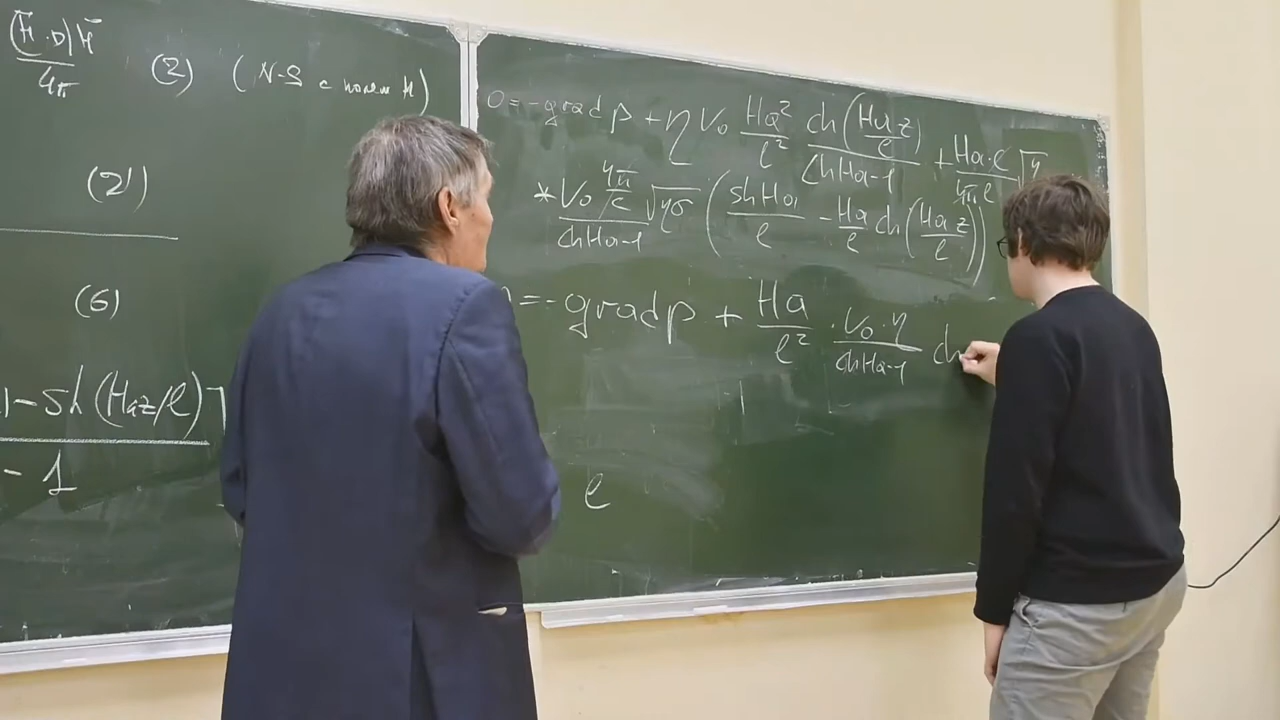 (H̄·∇)H̄ / 4π (2) (N-S с полем H)
(2')
(6)
1 - sh(Haz/l)
- 1
0 = -grad p + η V₀ Ha²/l² ch(Ha z/l)/(chHa-1) + Ha·c/(4π l) √η
* V₀ 4π/c /(chHa-1) √ησ (shHa/l - Ha/l ch(Ha z/l))
= - grad p + Ha/l² · V₀·η/(chHa-1) ch
l